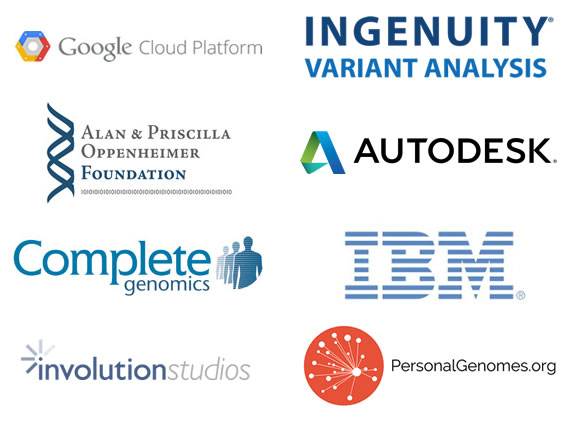 Google Cloud Platform
INGENUITY®
VARIANT ANALYSIS
ALAN & PRISCILLA
OPPENHEIMER
FOUNDATION
AUTODESK®
Complete
genomics
IBM®
involutionstudios
PersonalGenomes.org